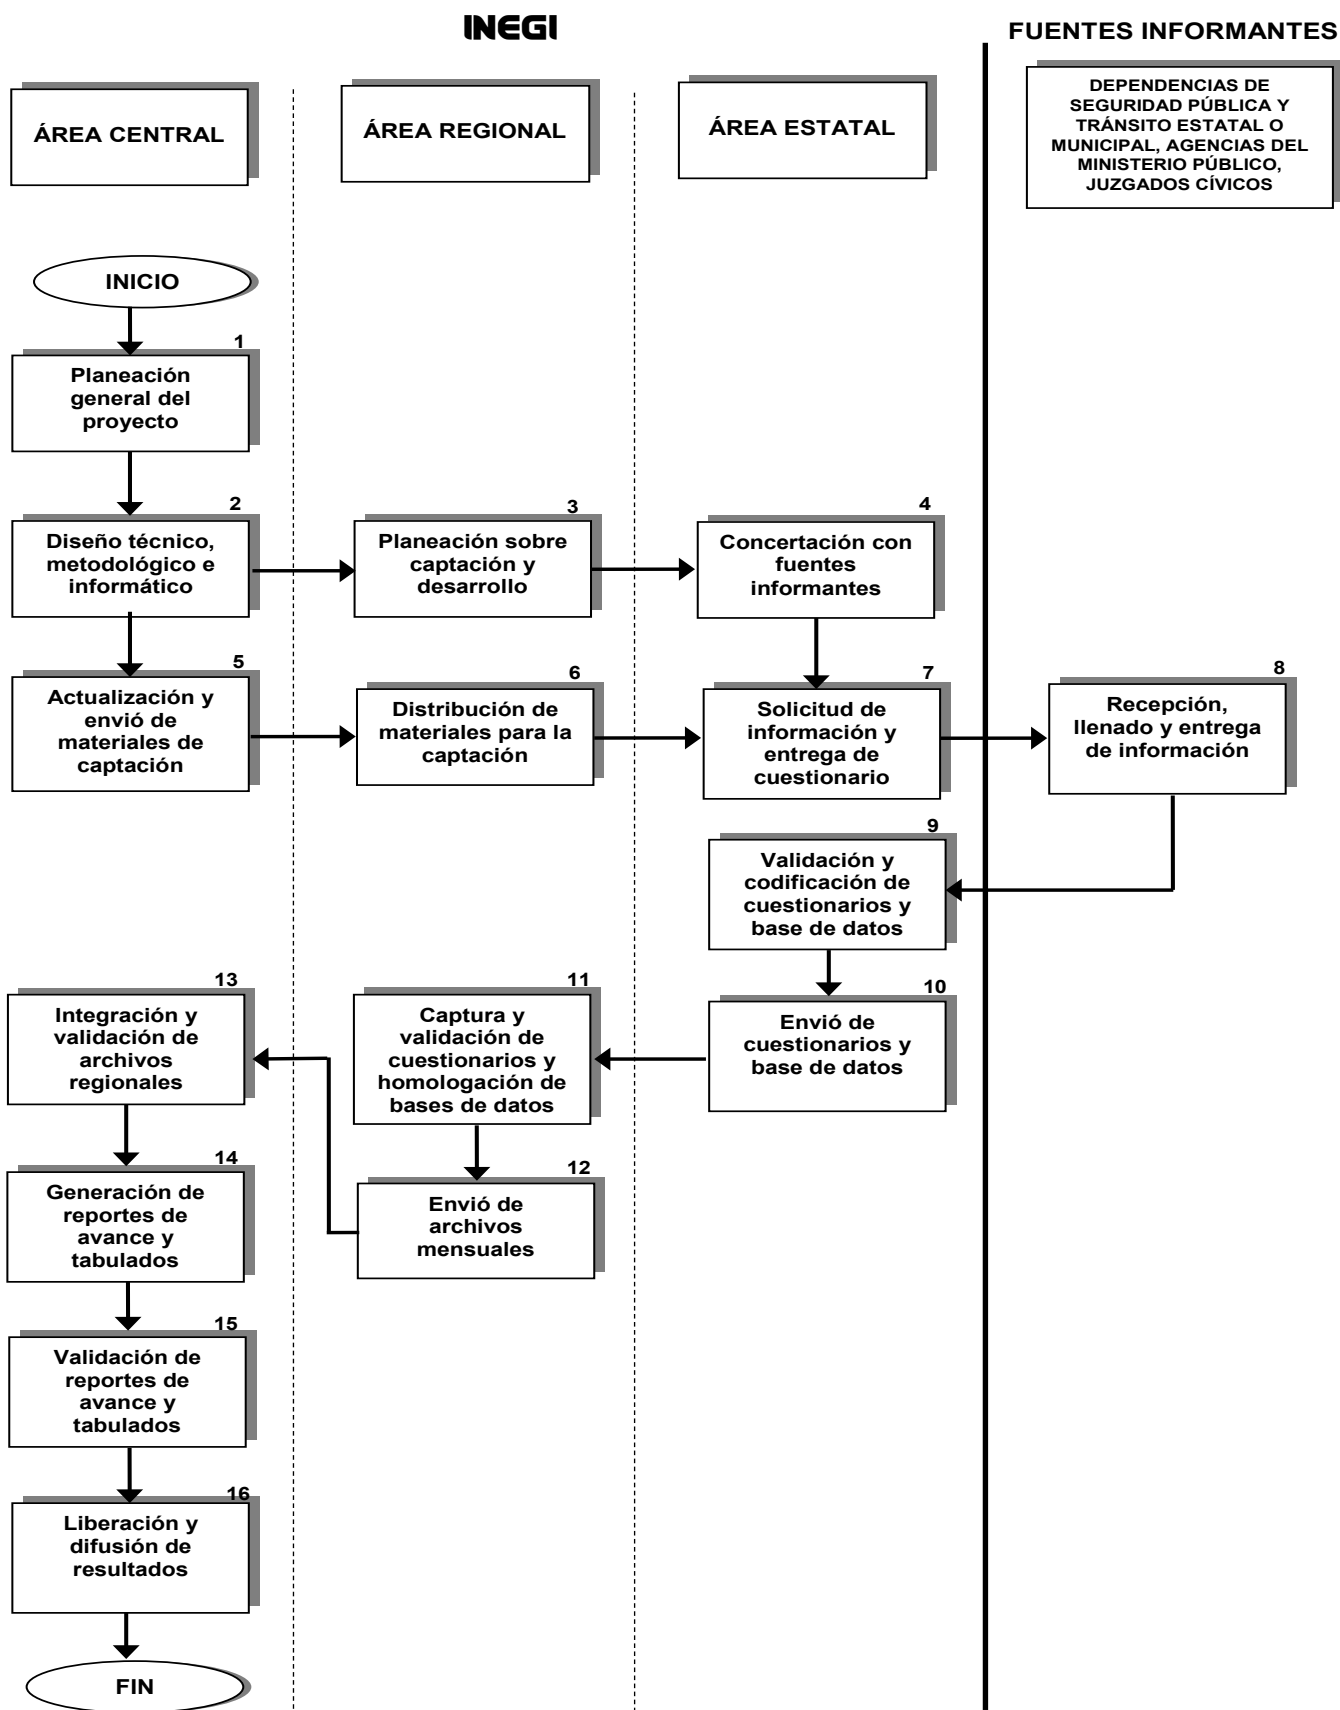 INEGI
FUENTES INFORMANTES
ÁREA CENTRAL
ÁREA REGIONAL
ÁREA ESTATAL
DEPENDENCIAS DE
SEGURIDAD PÚBLICA Y
TRÁNSITO ESTATAL O
MUNICIPAL, AGENCIAS DEL
MINISTERIO PÚBLICO,
JUZGADOS CÍVICOS
INICIO
1
Planeación
general del
proyecto
2
Diseño técnico,
metodológico e
informático
3
Planeación sobre
captación y
desarrollo
4
Concertación con
fuentes
informantes
5
Actualización y
envió de
materiales de
captación
6
Distribución de
materiales para la
captación
7
Solicitud de
información y
entrega de
cuestionario
8
Recepción,
llenado y entrega
de información
9
Validación y
codificación de
cuestionarios y
base de datos
10
Envió de
cuestionarios y
base de datos
11
Captura y
validación de
cuestionarios y
homologación de
bases de datos
12
Envió de
archivos
mensuales
13
Integración y
validación de
archivos
regionales
14
Generación de
reportes de
avance y
tabulados
15
Validación de
reportes de
avance y
tabulados
16
Liberación y
difusión de
resultados
FIN